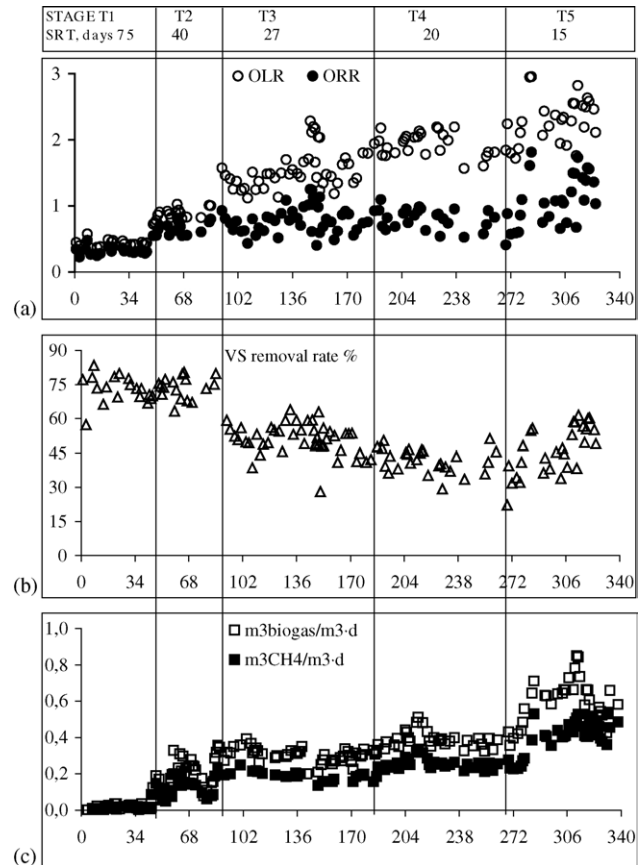 STAGE T1 T2 T3 T4 T5
SRT, days 75 40 27 20 15
OLR ORR
3
2
1
0
0 34 68 102 136 170 204 238 272 306 340
(a)
VS removal rate %
90
75
60
45
30
15
0
0 34 68 102 136 170 204 238 272 306 340
(b)
m3biogas/m3·d
m3CH4/m3·d
1,0
0,8
0,6
0,4
0,2
0,0
0 34 68 102 136 170 204 238 272 306 340
(c)